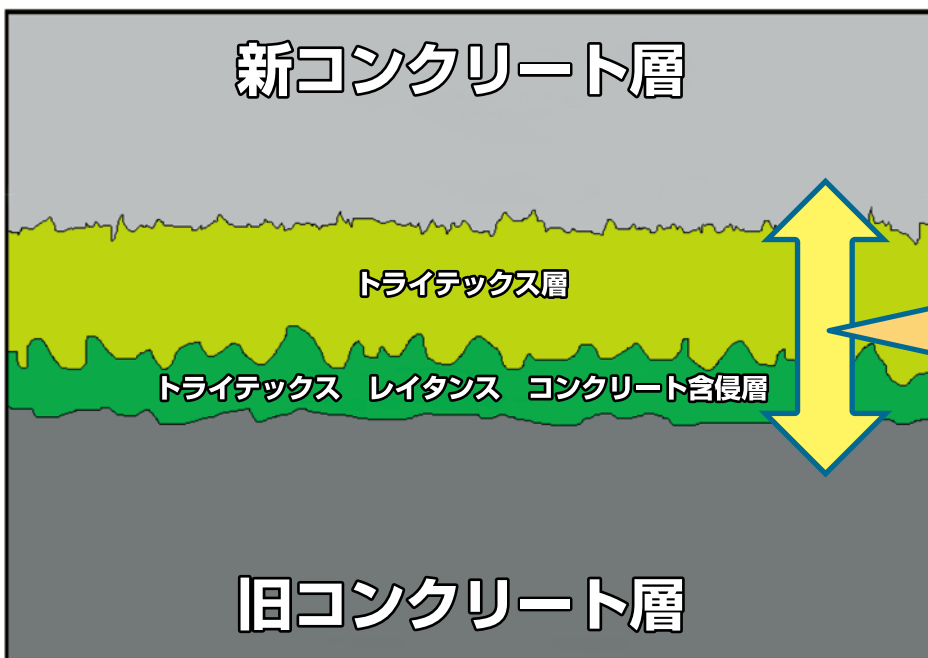 新コンクリート層
トライテックス層
トライテックス　レイタンス　コンクリート含侵層
旧コンクリート層